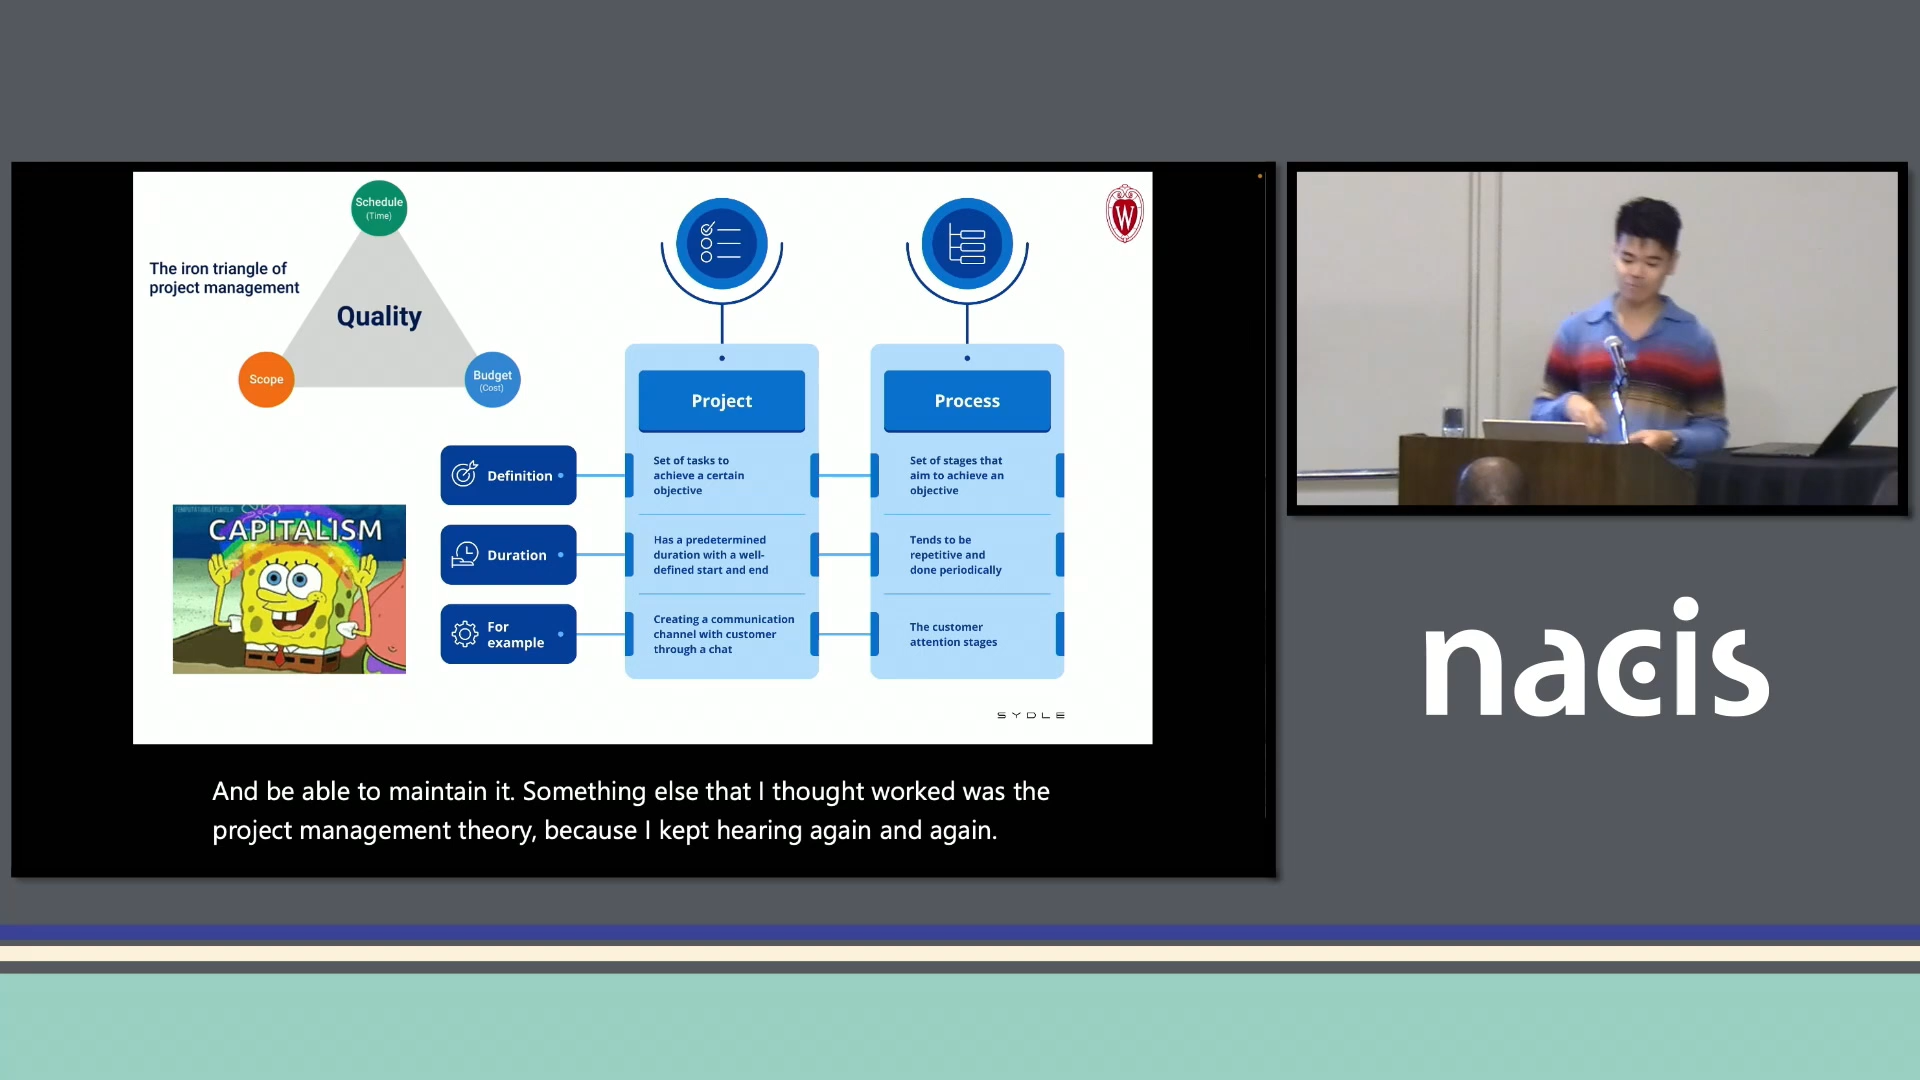 Schedule
(Time)
The iron triangle of
project management
Quality
Scope
Budget
(Cost)
CAPITALISM
W
Project
Process
Definition
Set of tasks to
achieve a certain
objective
Set of stages that
aim to achieve an
objective
Duration
Has a predetermined
duration with a well-
defined start and end
Tends to be
repetitive and
done periodically
For
example
Creating a communication
channel with customer
through a chat
The customer
attention stages
SYDLE
And be able to maintain it. Something else that I thought worked was the
project management theory, because I kept hearing again and again.
nacis